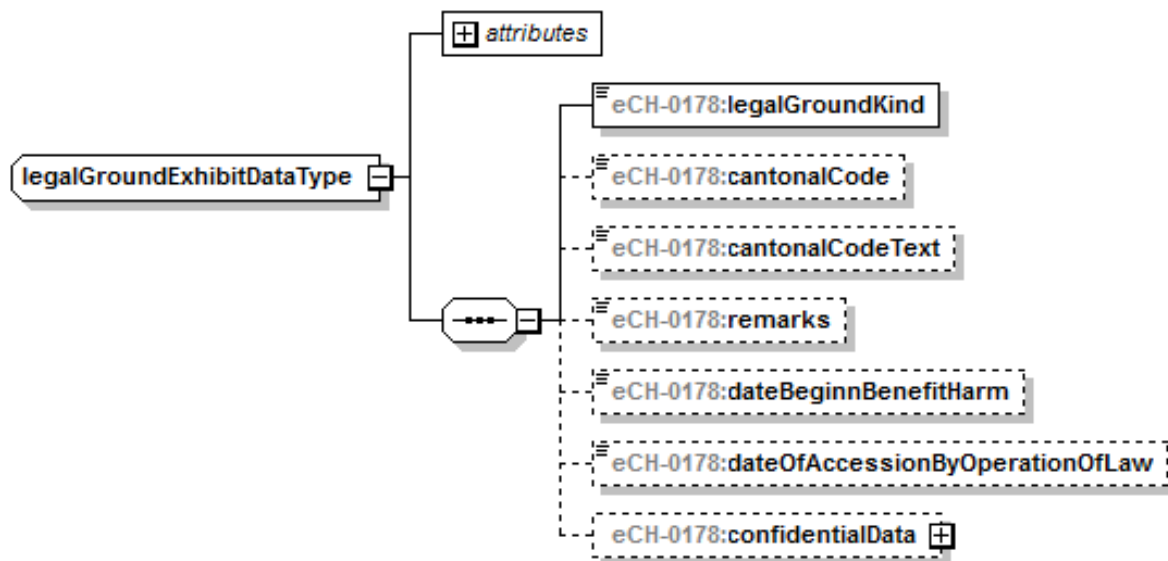 attributes
eCH-0178:legalGroundKind
legalGroundExhibitDataType
eCH-0178:cantonalCode
eCH-0178:cantonalCodeText
eCH-0178:remarks
eCH-0178:dateBeginnBenefitHarm
eCH-0178:dateOfAccessionByOperationOfLaw
eCH-0178:confidentialData